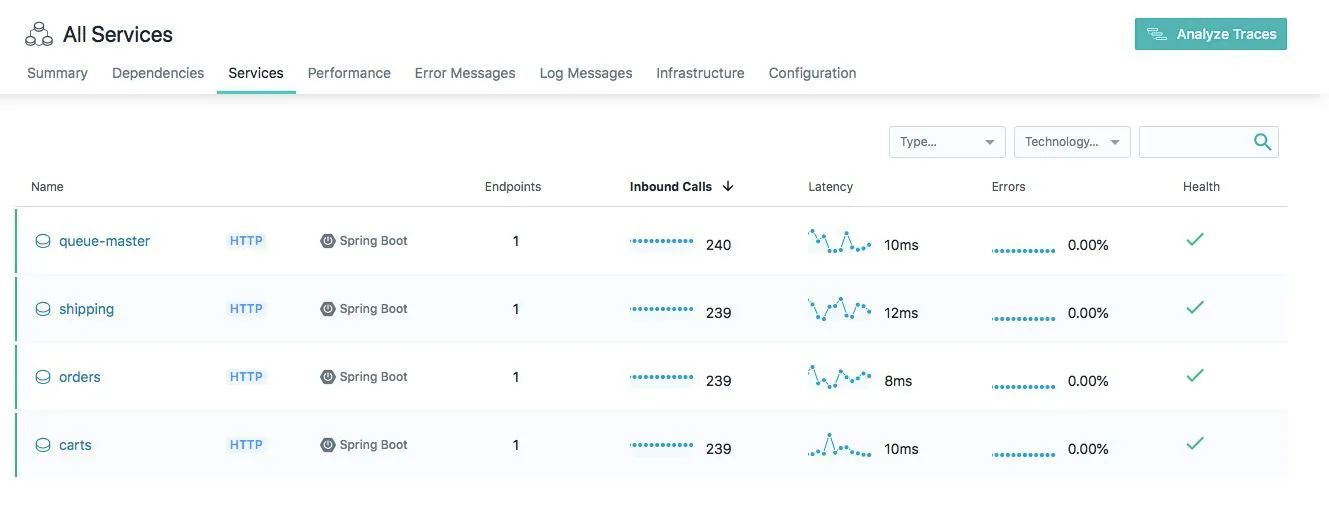 All Services
Analyze Traces
Summary Dependencies Services Performance Error Messages Log Messages Infrastructure Configuration
Type... Technology...
Name Endpoints Inbound Calls Latency Errors Health
queue-master HTTP Spring Boot 1 240 10ms 0.00%
shipping HTTP Spring Boot 1 239 12ms 0.00%
orders HTTP Spring Boot 1 239 8ms 0.00%
carts HTTP Spring Boot 1 239 10ms 0.00%